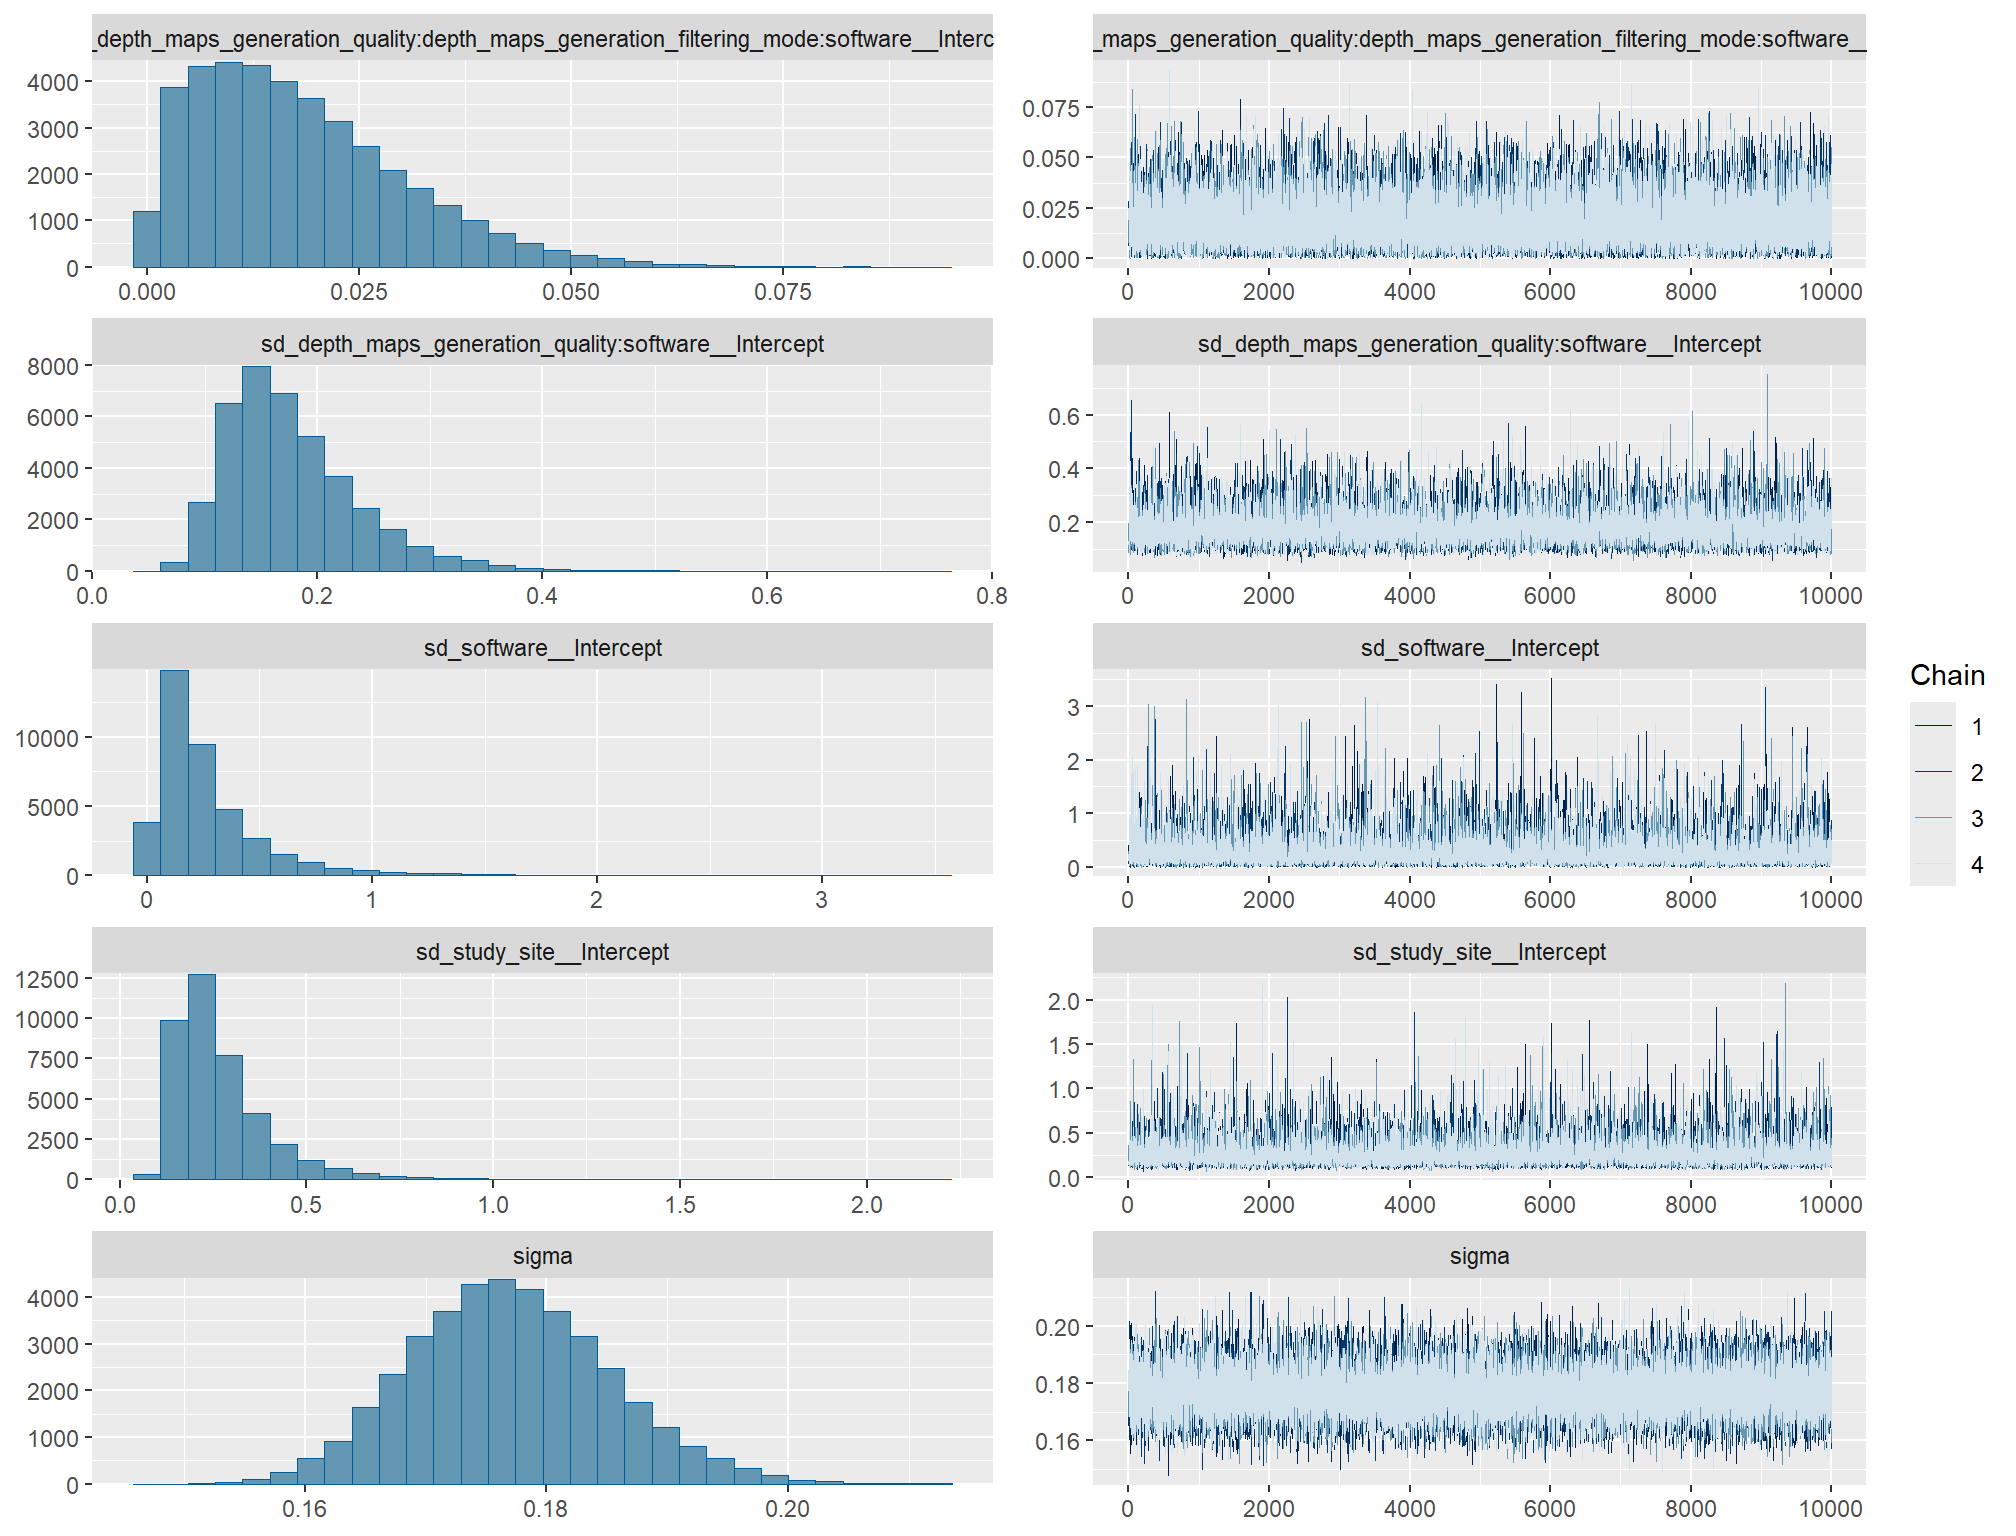 _depth_maps_generation_quality:depth_maps_generation_filtering_mode:software__Interc
4000
3000
2000
1000
0
0.000 0.025 0.050 0.075
_maps_generation_quality:depth_maps_generation_filtering_mode:software__
0.075
0.050
0.025
0.000
0 2000 4000 6000 8000 10000
sd_depth_maps_generation_quality:software__Intercept
8000
6000
4000
2000
0
0.0 0.2 0.4 0.6 0.8
sd_depth_maps_generation_quality:software__Intercept
0.6
0.4
0.2
0 2000 4000 6000 8000 10000
sd_software__Intercept
10000
5000
0
0 1 2 3
sd_software__Intercept
3
2
1
0
0 2000 4000 6000 8000 10000
sd_study_site__Intercept
12500
10000
7500
5000
2500
0
0.0 0.5 1.0 1.5 2.0
sd_study_site__Intercept
2.0
1.5
1.0
0.5
0.0
0 2000 4000 6000 8000 10000
sigma
4000
3000
2000
1000
0
0.16 0.18 0.20
sigma
0.20
0.18
0.16
0 2000 4000 6000 8000 10000
Chain
1
2
3
4